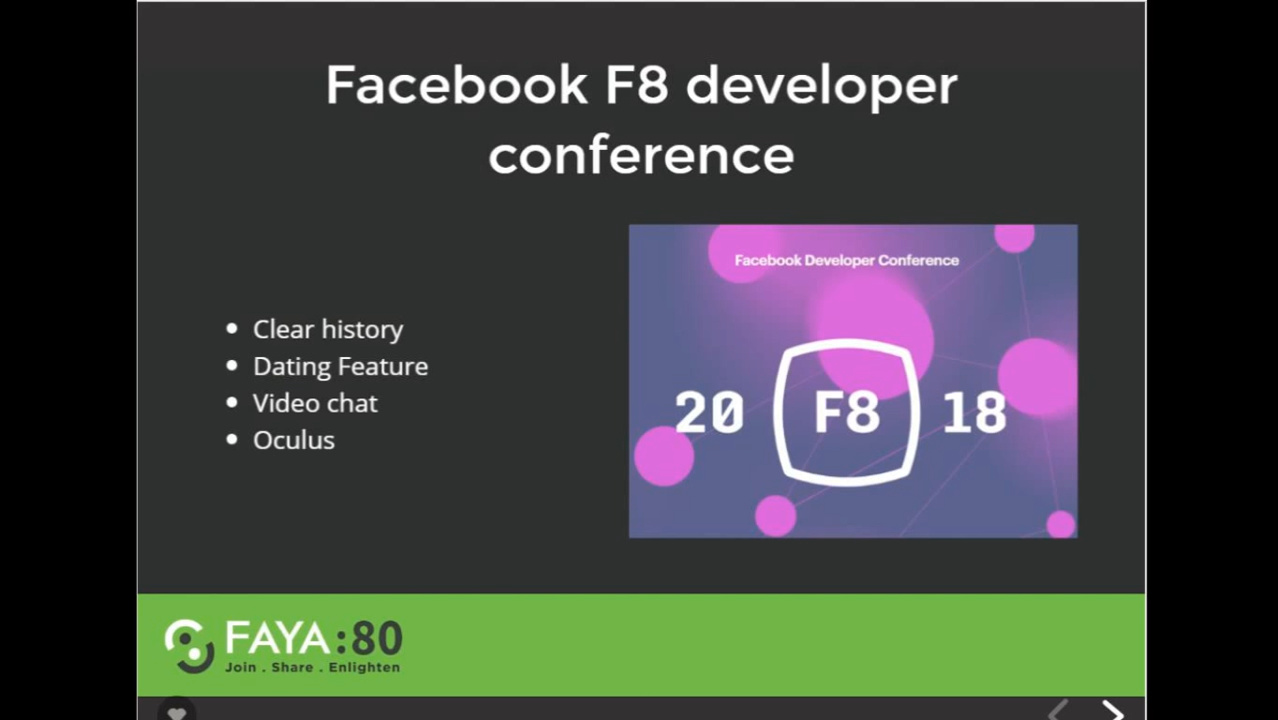 Facebook F8 developer
conference
• Clear history
• Dating Feature
• Video chat
• Oculus
Facebook Developer Conference
20 F8 18
FAYA:80
Join . Share . Enlighten